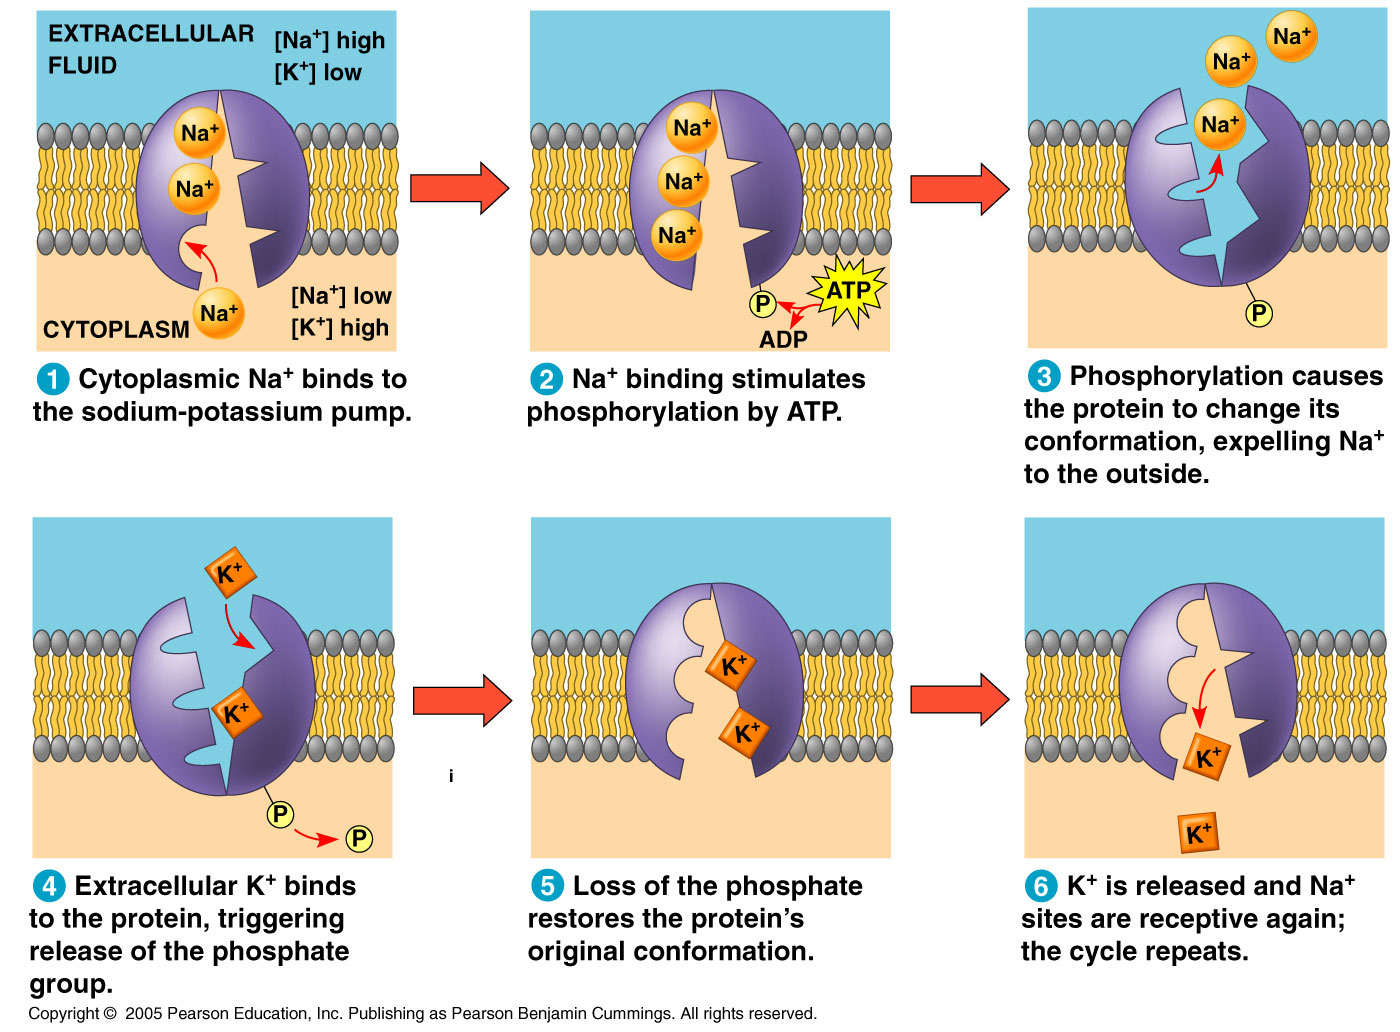 EXTRACELLULAR
FLUID
[Na⁺] high
[K⁺] low
Na⁺
Na⁺
Na⁺
[Na⁺] low
[K⁺] high
CYTOPLASM
1 Cytoplasmic Na⁺ binds to
the sodium-potassium pump.
Na⁺
Na⁺
Na⁺
ATP
P
ADP
2 Na⁺ binding stimulates
phosphorylation by ATP.
Na⁺
Na⁺
Na⁺
P
3 Phosphorylation causes
the protein to change its
conformation, expelling Na⁺
to the outside.
K⁺
K⁺
P
P
4 Extracellular K⁺ binds
to the protein, triggering
release of the phosphate
group.
i
K⁺
K⁺
5 Loss of the phosphate
restores the protein’s
original conformation.
K⁺
K⁺
6 K⁺ is released and Na⁺
sites are receptive again;
the cycle repeats.
Copyright © 2005 Pearson Education, Inc. Publishing as Pearson Benjamin Cummings. All rights reserved.